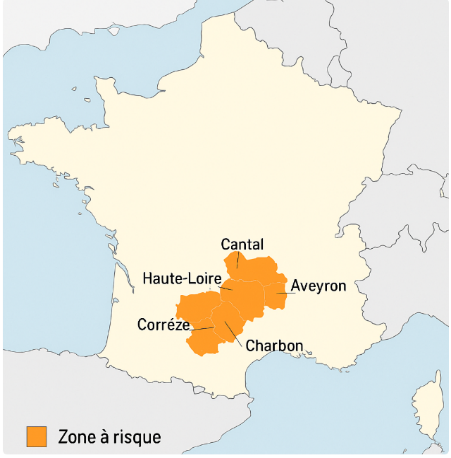 Cantal
Haute-Loire
Aveyron
Corréze
Charbon
Zone à risque